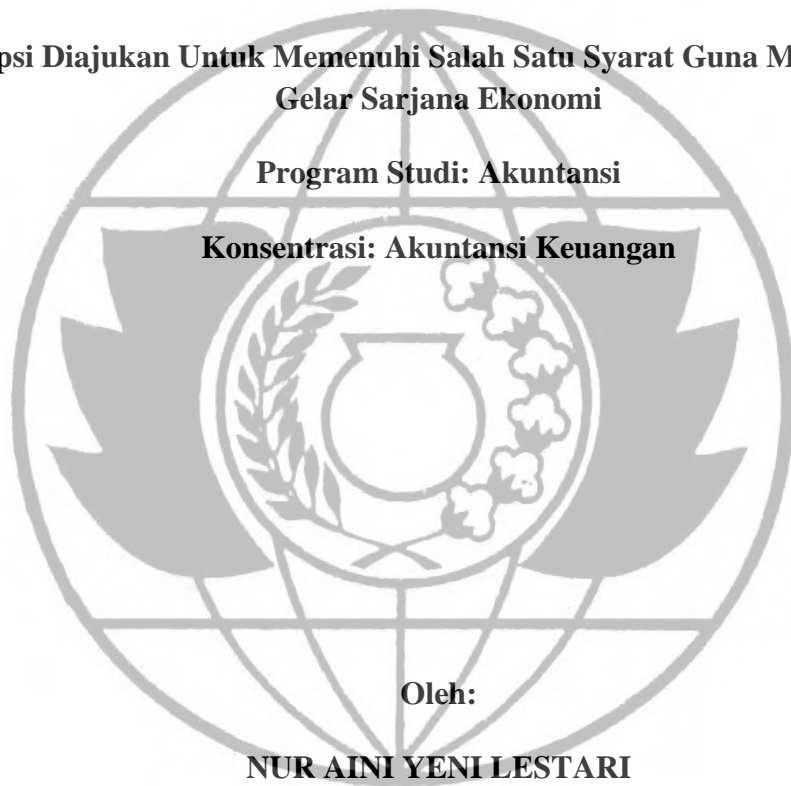 Diajukan Untuk Memenuhi Salah Satu Syarat Guna
Gelar Sarjana Ekonomi
Program Studi: Akuntansi
Konsentrasi: Akuntansi Keuangan
Oleh:
NUR AINI YENI LESTARI